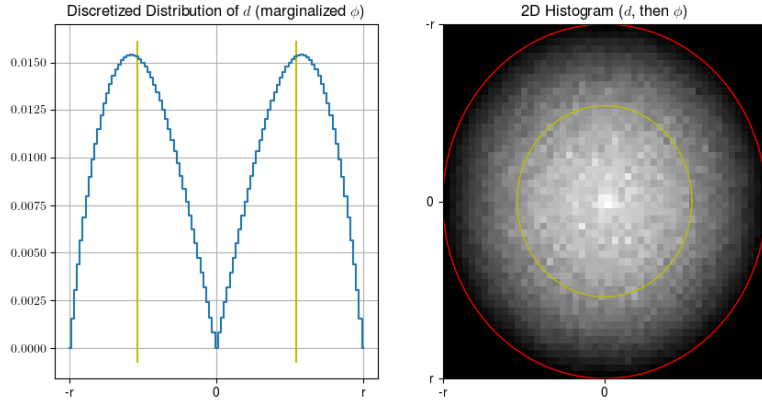 Discretized Distribution of d (marginalized ϕ)
0.0150
0.0125
0.0100
0.0075
0.0050
0.0025
0.0000
-r 0 r
2D Histogram (d, then ϕ)
-r
0
r
-r 0